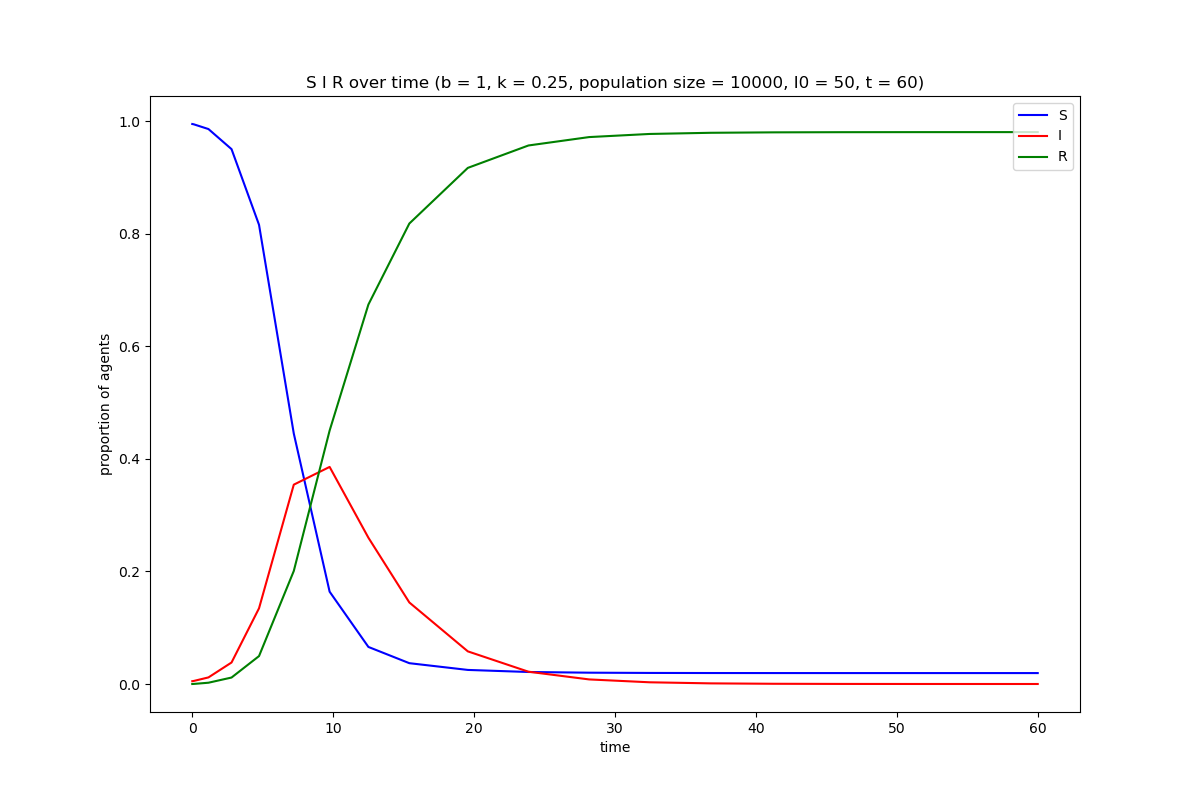 S I R over time (b = 1, k = 0.25, population size = 10000, I0 = 50, t = 60)
S
I
R
1.0
0.8
0.6
0.4
0.2
0.0
proportion of agents
0 10 20 30 40 50 60
time